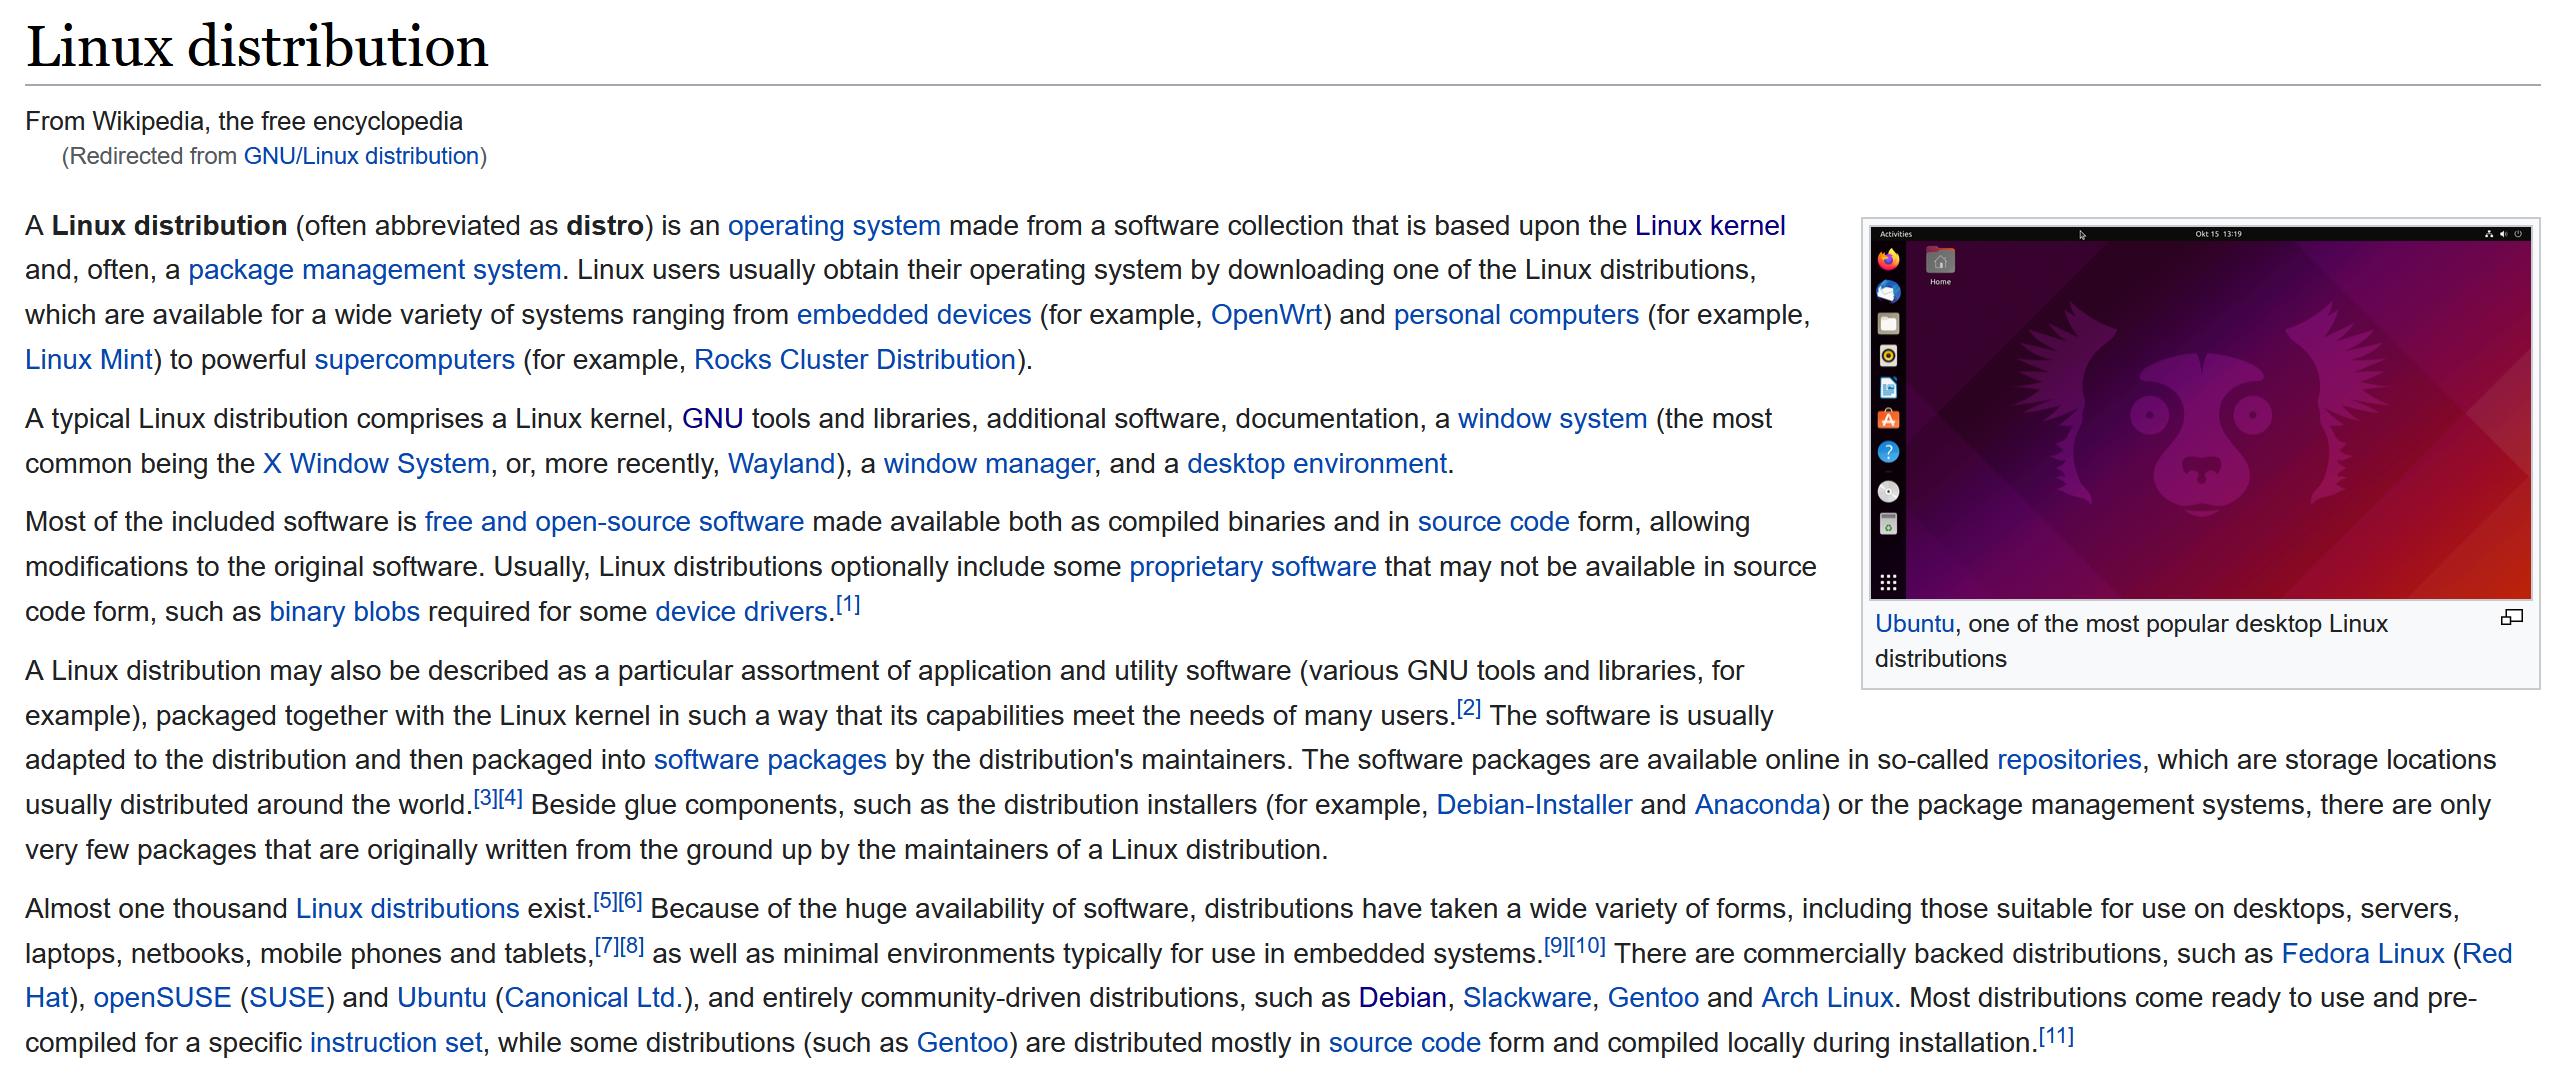 Linux distribution
From Wikipedia, the free encyclopedia
(Redirected from GNU/Linux distribution)
A Linux distribution (often abbreviated as distro) is an operating system made from a software collection that is based upon the Linux kernel
and, often, a package management system. Linux users usually obtain their operating system by downloading one of the Linux distributions,
which are available for a wide variety of systems ranging from embedded devices (for example, OpenWrt) and personal computers (for example,
Linux Mint) to powerful supercomputers (for example, Rocks Cluster Distribution).
A typical Linux distribution comprises a Linux kernel, GNU tools and libraries, additional software, documentation, a window system (the most
common being the X Window System, or, more recently, Wayland), a window manager, and a desktop environment.
Most of the included software is free and open-source software made available both as compiled binaries and in source code form, allowing
modifications to the original software. Usually, Linux distributions optionally include some proprietary software that may not be available in source
code form, such as binary blobs required for some device drivers.[1]
A Linux distribution may also be described as a particular assortment of application and utility software (various GNU tools and libraries, for
example), packaged together with the Linux kernel in such a way that its capabilities meet the needs of many users.[2] The software is usually
adapted to the distribution and then packaged into software packages by the distribution's maintainers. The software packages are available online in so-called repositories, which are storage locations
usually distributed around the world.[3][4] Beside glue components, such as the distribution installers (for example, Debian-Installer and Anaconda) or the package management systems, there are only
very few packages that are originally written from the ground up by the maintainers of a Linux distribution.
Almost one thousand Linux distributions exist.[5][6] Because of the huge availability of software, distributions have taken a wide variety of forms, including those suitable for use on desktops, servers,
laptops, netbooks, mobile phones and tablets,[7][8] as well as minimal environments typically for use in embedded systems.[9][10] There are commercially backed distributions, such as Fedora Linux (Red
Hat), openSUSE (SUSE) and Ubuntu (Canonical Ltd.), and entirely community-driven distributions, such as Debian, Slackware, Gentoo and Arch Linux. Most distributions come ready to use and pre-
compiled for a specific instruction set, while some distributions (such as Gentoo) are distributed mostly in source code form and compiled locally during installation.[11]
Activities
Okt 15 13:19
Home
Ubuntu, one of the most popular desktop Linux
distributions